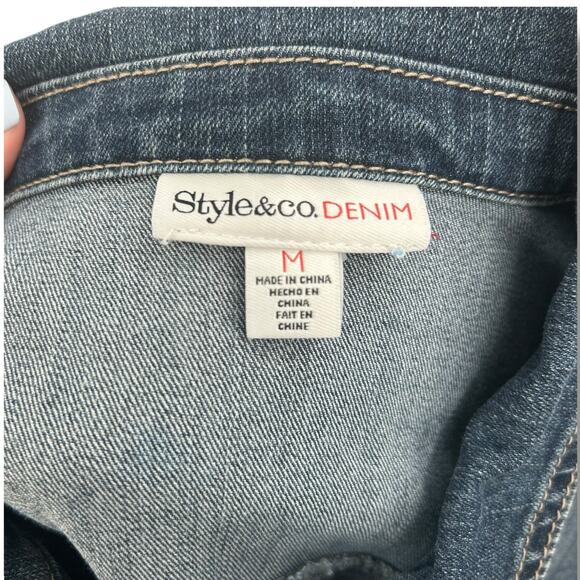 Style&co. DENIM
M
MADE IN CHINA
HECHO EN
CHINA
FAIT EN
CHINE